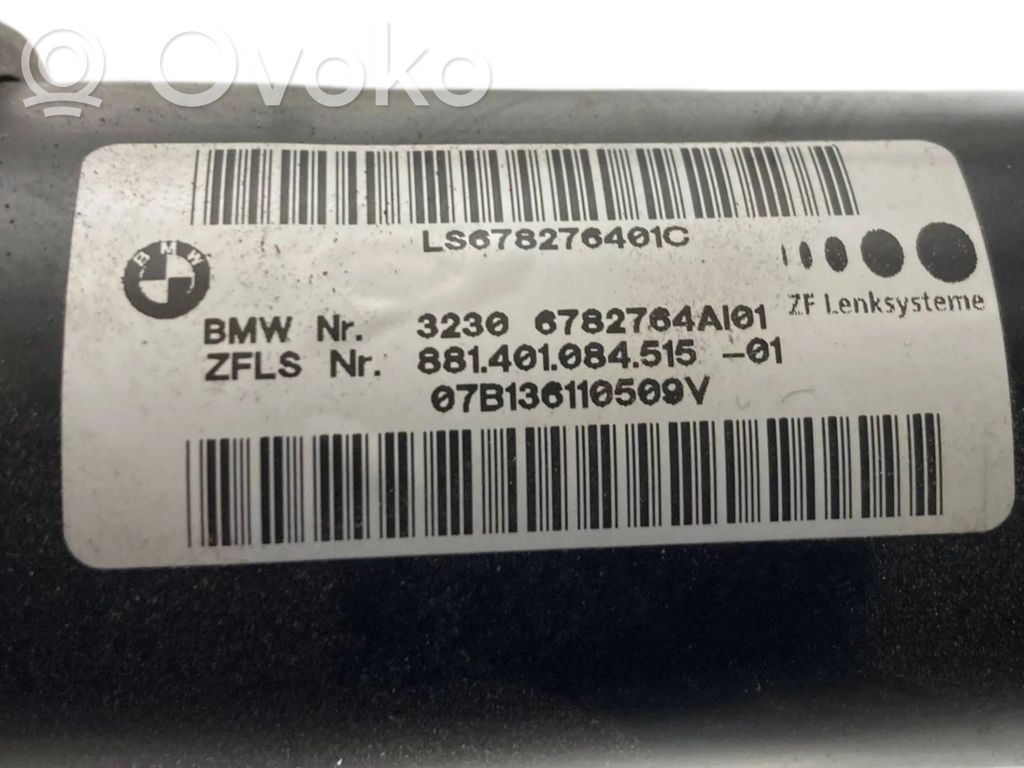 Ovoko
LS678276401C
BMW
ZF Lenksysteme
BMW Nr. 3230 6782764AI01
ZFLS Nr. 881.401.084.515 -01
07B136110509V